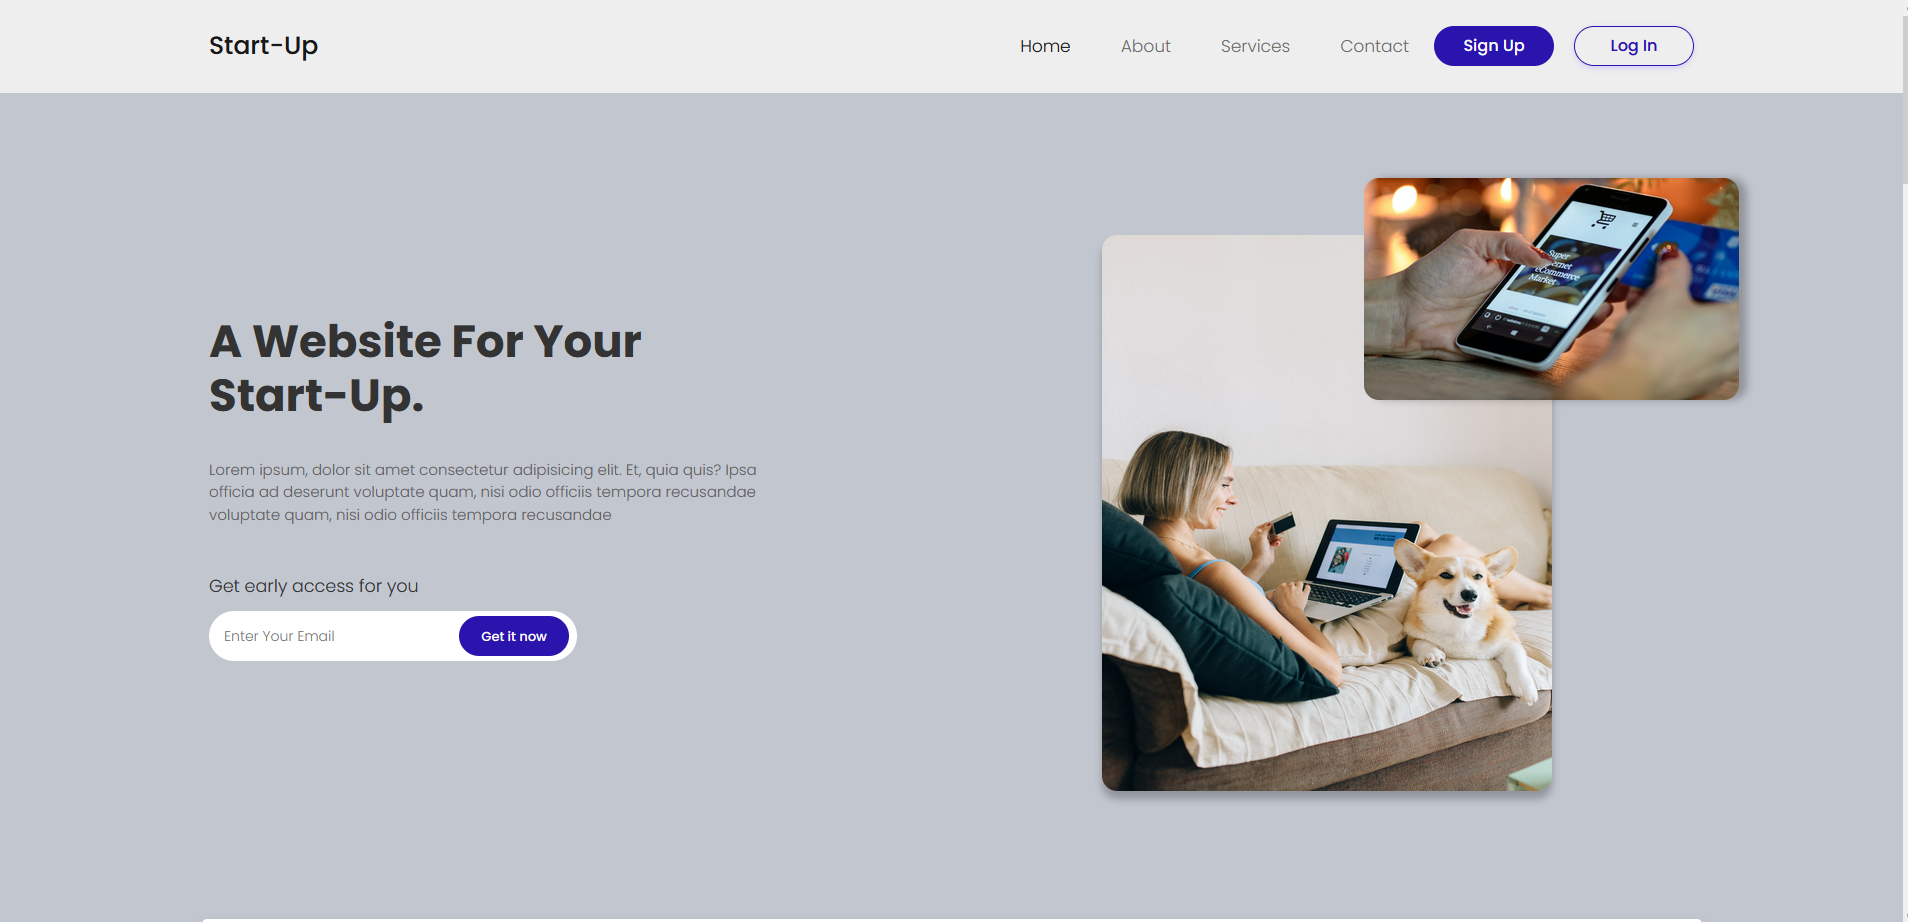 Start-Up
Home
About
Services
Contact
Sign Up
Log In
A Website For Your
Start-Up.
Lorem ipsum, dolor sit amet consectetur adipisicing elit. Et, quia quis? Ipsa
officia ad deserunt voluptate quam, nisi odio officiis tempora recusandae
voluptate quam, nisi odio officiis tempora recusandae
Get early access for you
Enter Your Email
Get it now
Super
eCommerce
Market